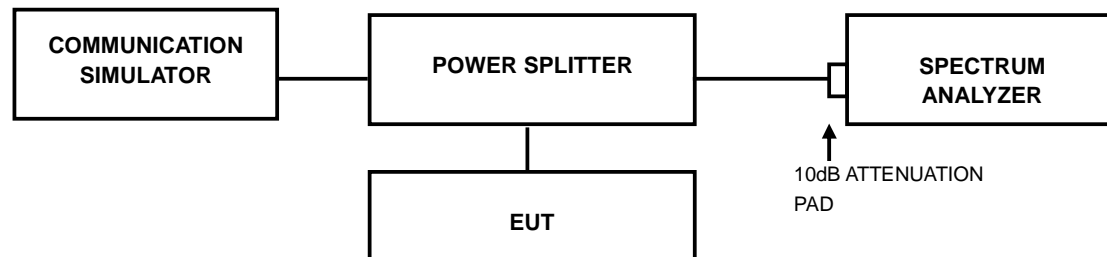 COMMUNICATION
SIMULATOR
POWER SPLITTER
SPECTRUM
ANALYZER
10dB ATTENUATION
PAD
EUT